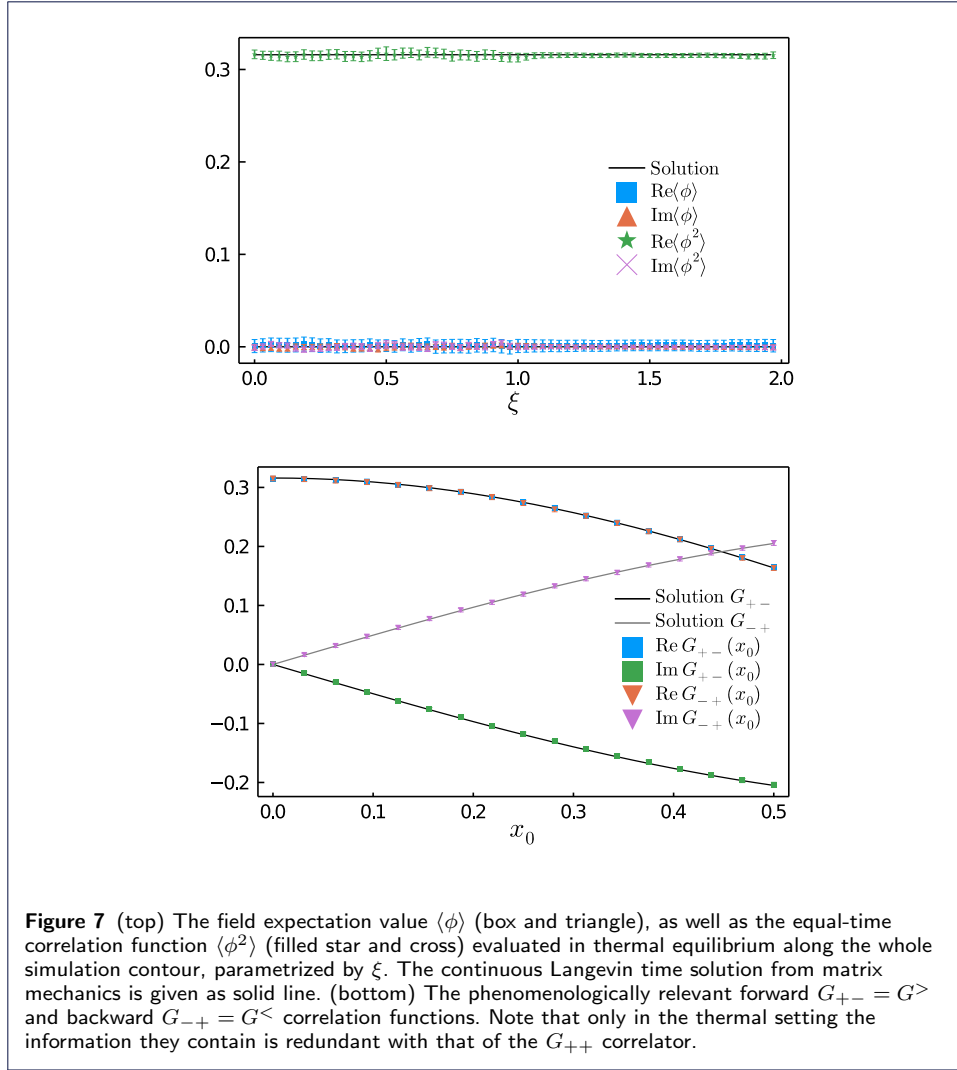 0.3
0.2
0.1
0.0
Solution
Re⟨ϕ⟩
Im⟨ϕ⟩
Re⟨ϕ²⟩
Im⟨ϕ²⟩
0.0 0.5 1.0 1.5 2.0
ξ
0.3
0.2
0.1
0.0
−0.1
−0.2
Solution G₊₋
Solution G₋₊
Re G₊₋(x₀)
Im G₊₋(x₀)
Re G₋₊(x₀)
Im G₋₊(x₀)
0.0 0.1 0.2 0.3 0.4 0.5
x₀
Figure 7 (top) The field expectation value ⟨ϕ⟩ (box and triangle), as well as the equal-time
correlation function ⟨ϕ²⟩ (filled star and cross) evaluated in thermal equilibrium along the whole
simulation contour, parametrized by ξ. The continuous Langevin time solution from matrix
mechanics is given as solid line. (bottom) The phenomenologically relevant forward G₊₋ = G^>
and backward G₋₊ = G^< correlation functions. Note that only in the thermal setting the
information they contain is redundant with that of the G₊₊ correlator.